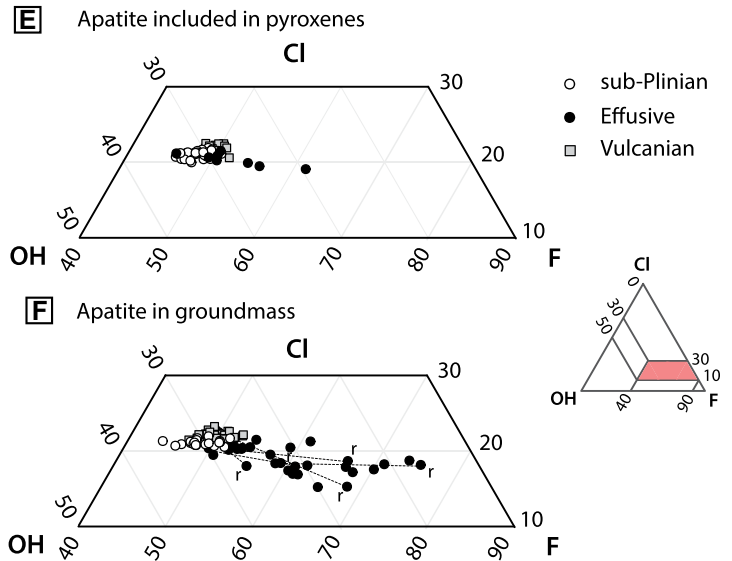 E Apatite included in pyroxenes
Cl
30 30
40 20
50 10
OH F
40 50 60 70 80 90
sub-Plinian
Effusive
Vulcanian
Cl
0
30
50
30
10
OH F
40 90
F Apatite in groundmass
Cl
30 30
40 20
r
r
r
r
r
50 10
OH F
40 50 60 70 80 90